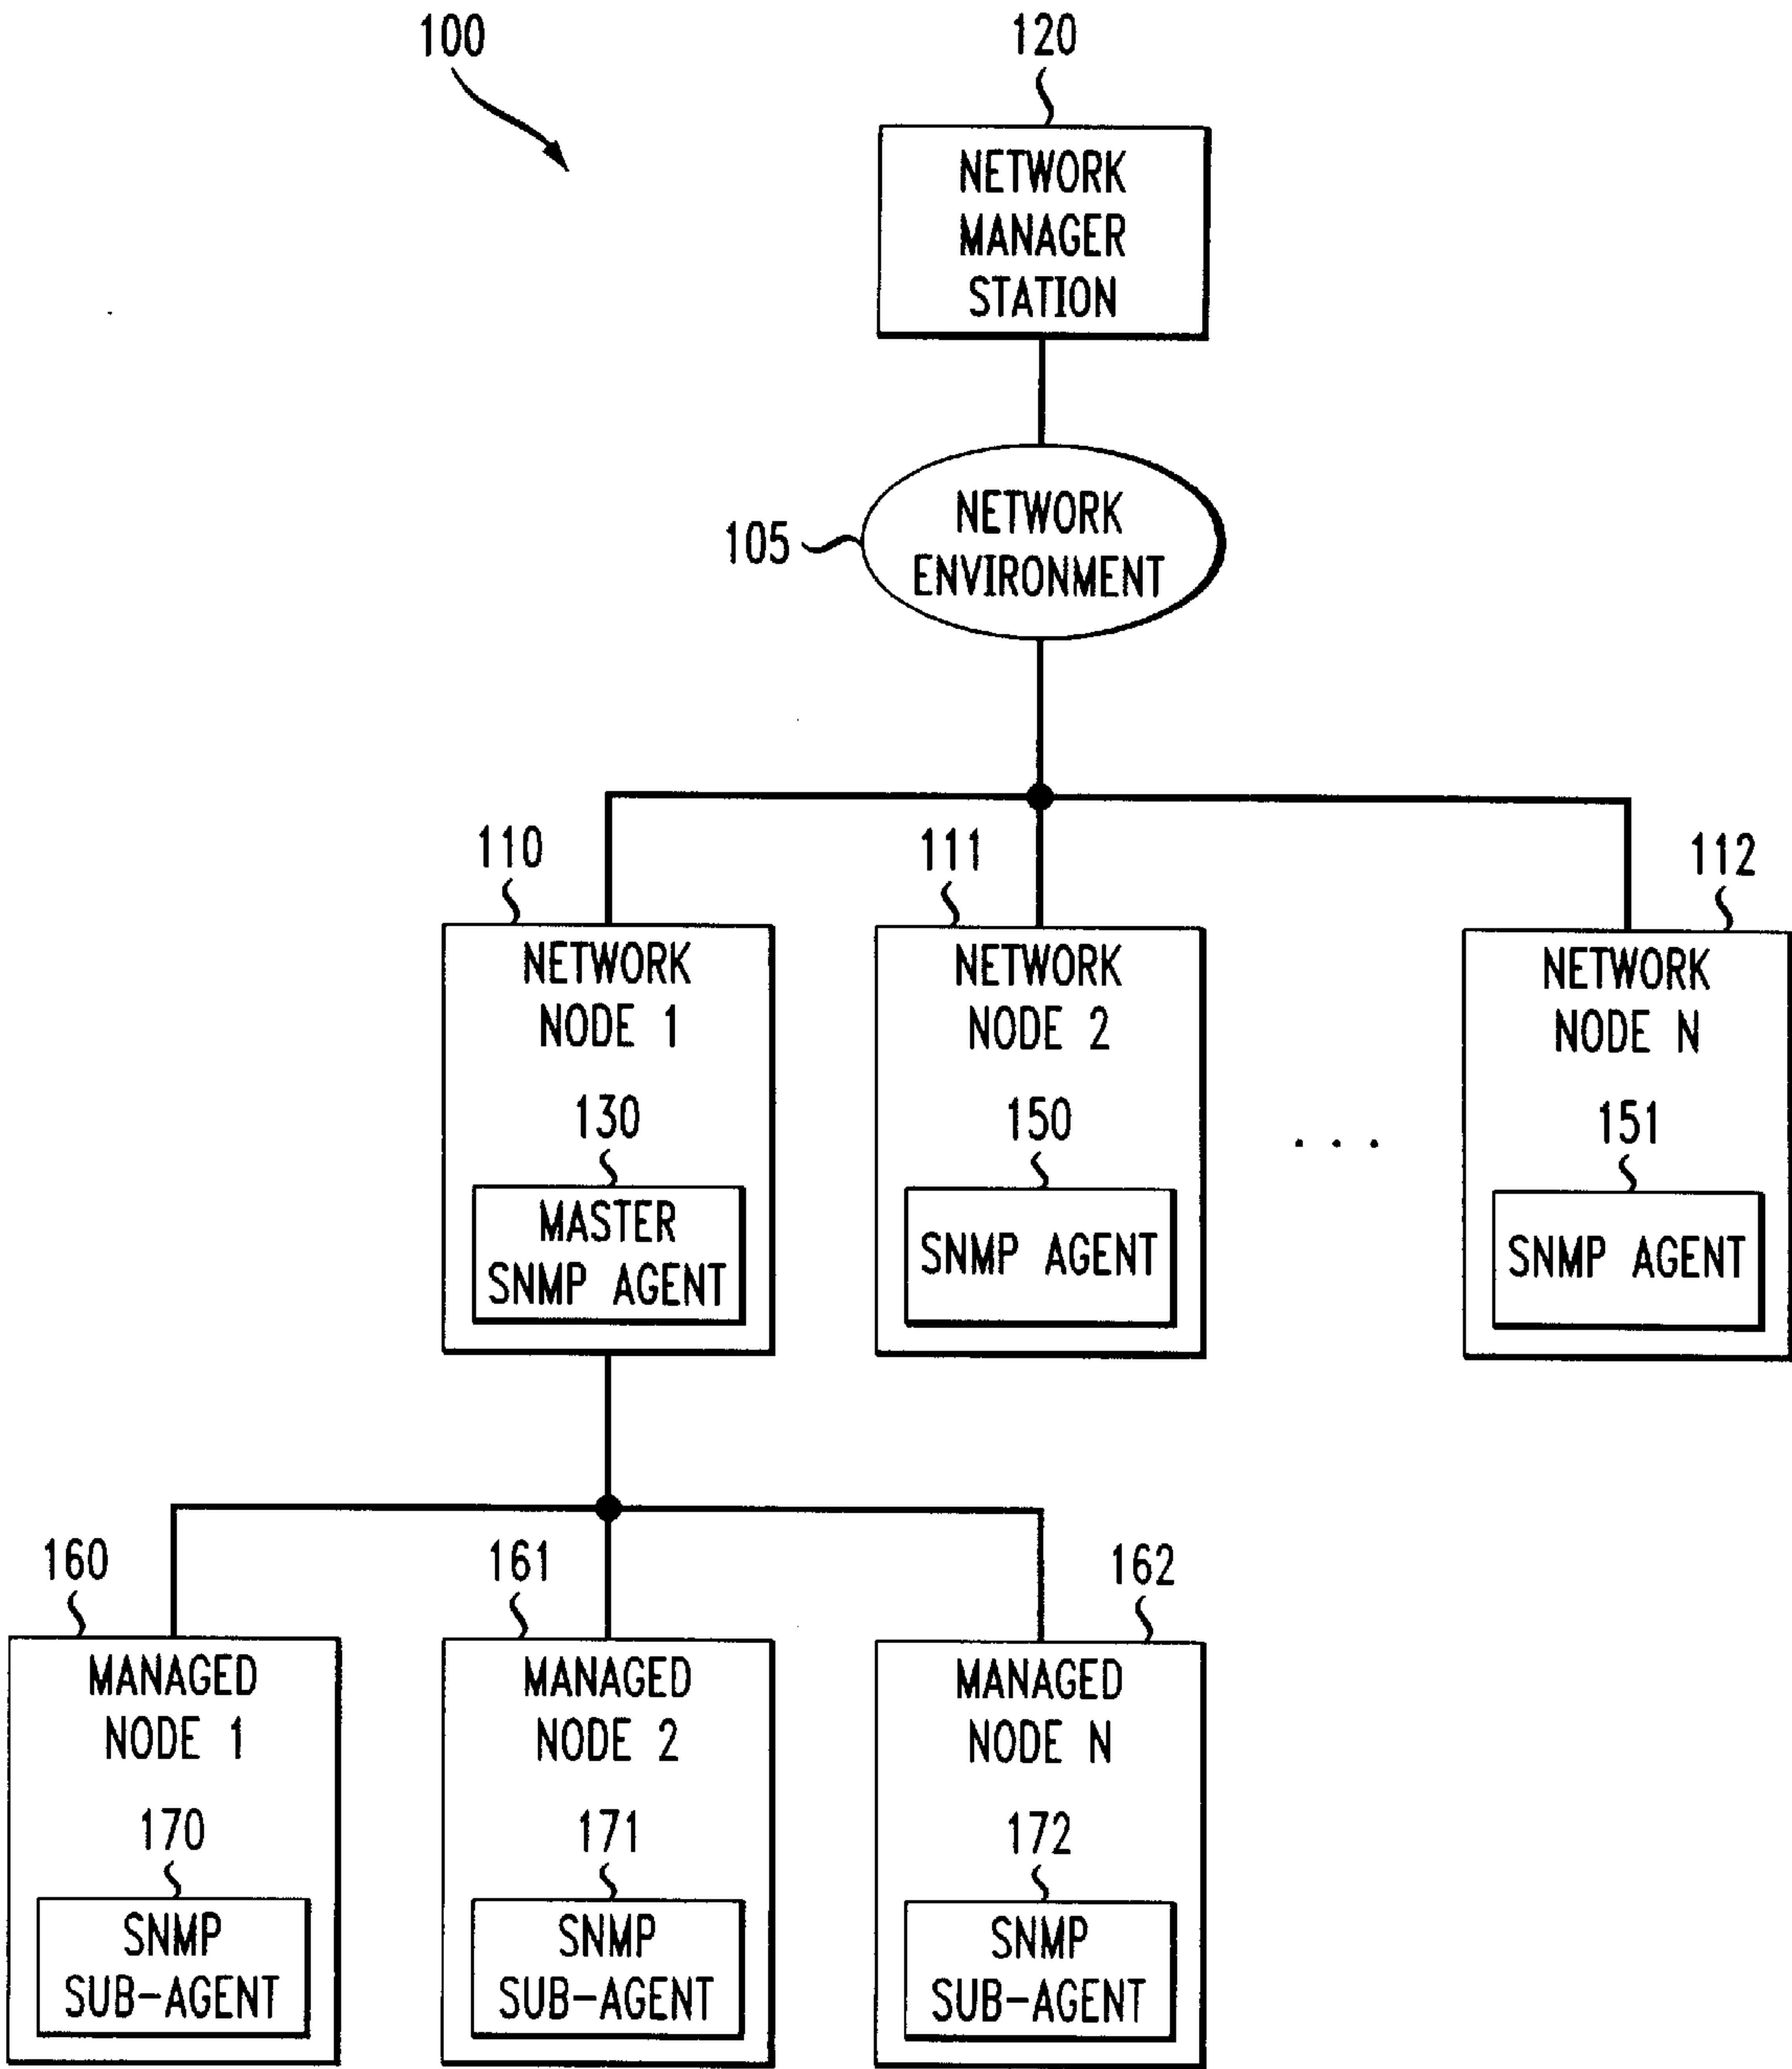 100
120
NETWORK
MANAGER
STATION
105
NETWORK
ENVIRONMENT
110
111
112
NETWORK
NODE 1
NETWORK
NODE 2
NETWORK
NODE N
130
150
151
MASTER
SNMP AGENT
SNMP AGENT
SNMP AGENT
. . .
160
161
162
MANAGED
NODE 1
MANAGED
NODE 2
MANAGED
NODE N
170
171
172
SNMP
SUB-AGENT
SNMP
SUB-AGENT
SNMP
SUB-AGENT